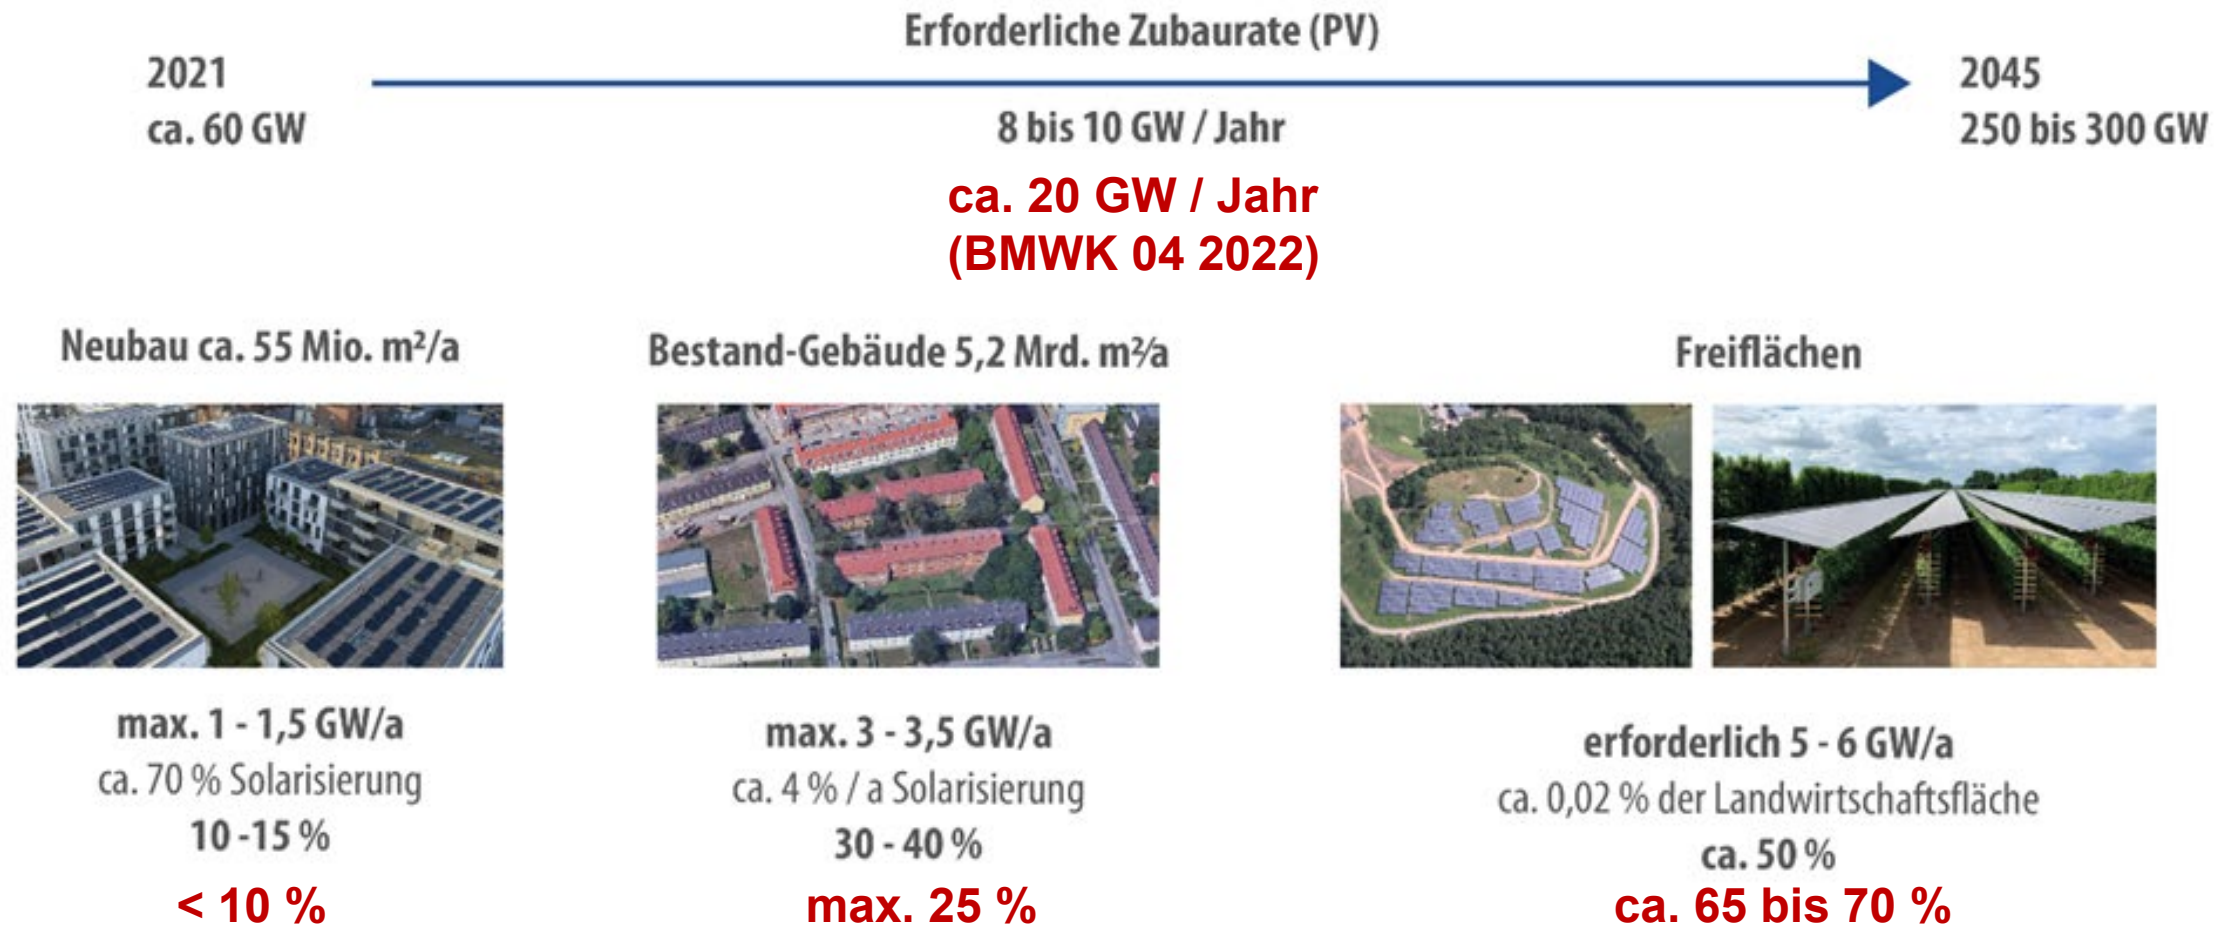 Erforderliche Zubaurate (PV)
2021
ca. 60 GW
8 bis 10 GW / Jahr
2045
250 bis 300 GW
ca. 20 GW / Jahr
(BMWK 04 2022)
Neubau ca. 55 Mio. m²/a
max. 1 - 1,5 GW/a
ca. 70 % Solarisierung
10 -15 %
< 10 %
Bestand-Gebäude 5,2 Mrd. m²/a
max. 3 - 3,5 GW/a
ca. 4 % / a Solarisierung
30 - 40 %
max. 25 %
Freiflächen
erforderlich 5 - 6 GW/a
ca. 0,02 % der Landwirtschaftsfläche
ca. 50 %
ca. 65 bis 70 %